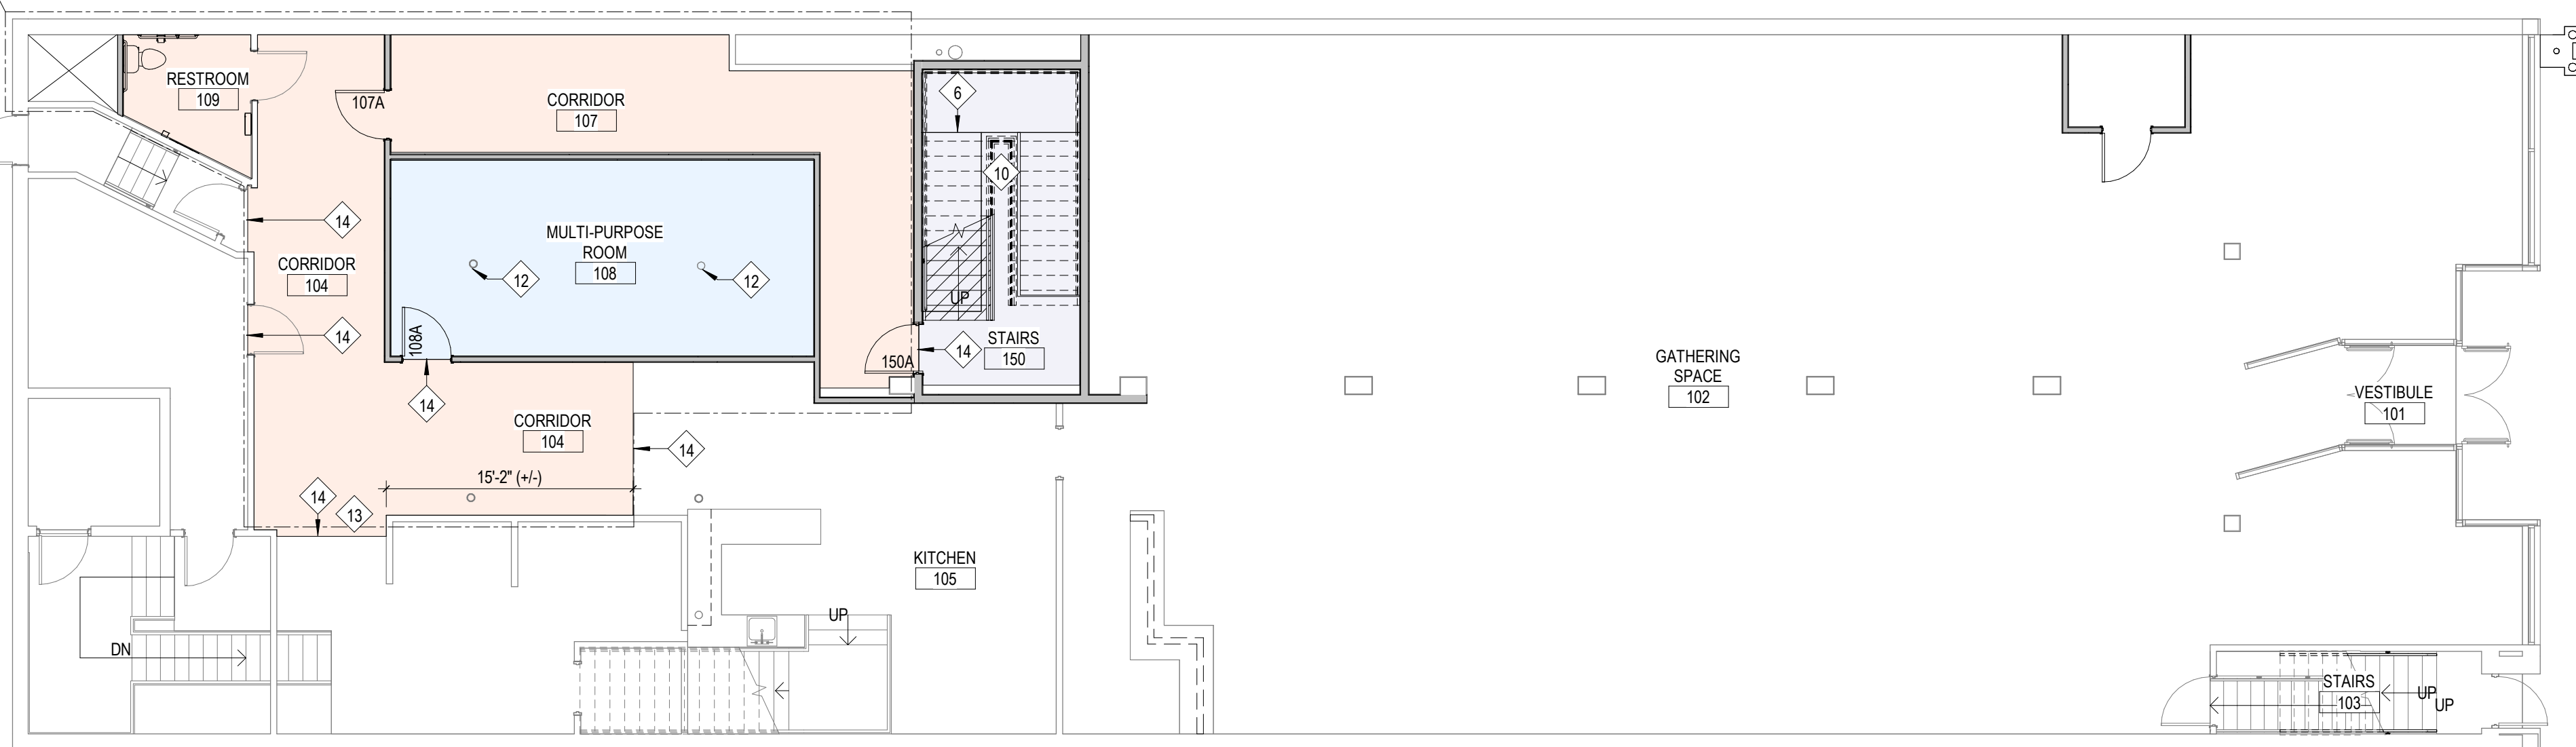 RESTROOM
109
107A
CORRIDOR
107
6
10
14
CORRIDOR
104
14
MULTI-PURPOSE
ROOM
108
12
12
108A
14
UP
STAIRS
150
14
150A
CORRIDOR
104
14
15'-2" (+/-)
14
13
GATHERING
SPACE
102
VESTIBULE
101
KITCHEN
105
UP
DN
STAIRS
103
UP
UP